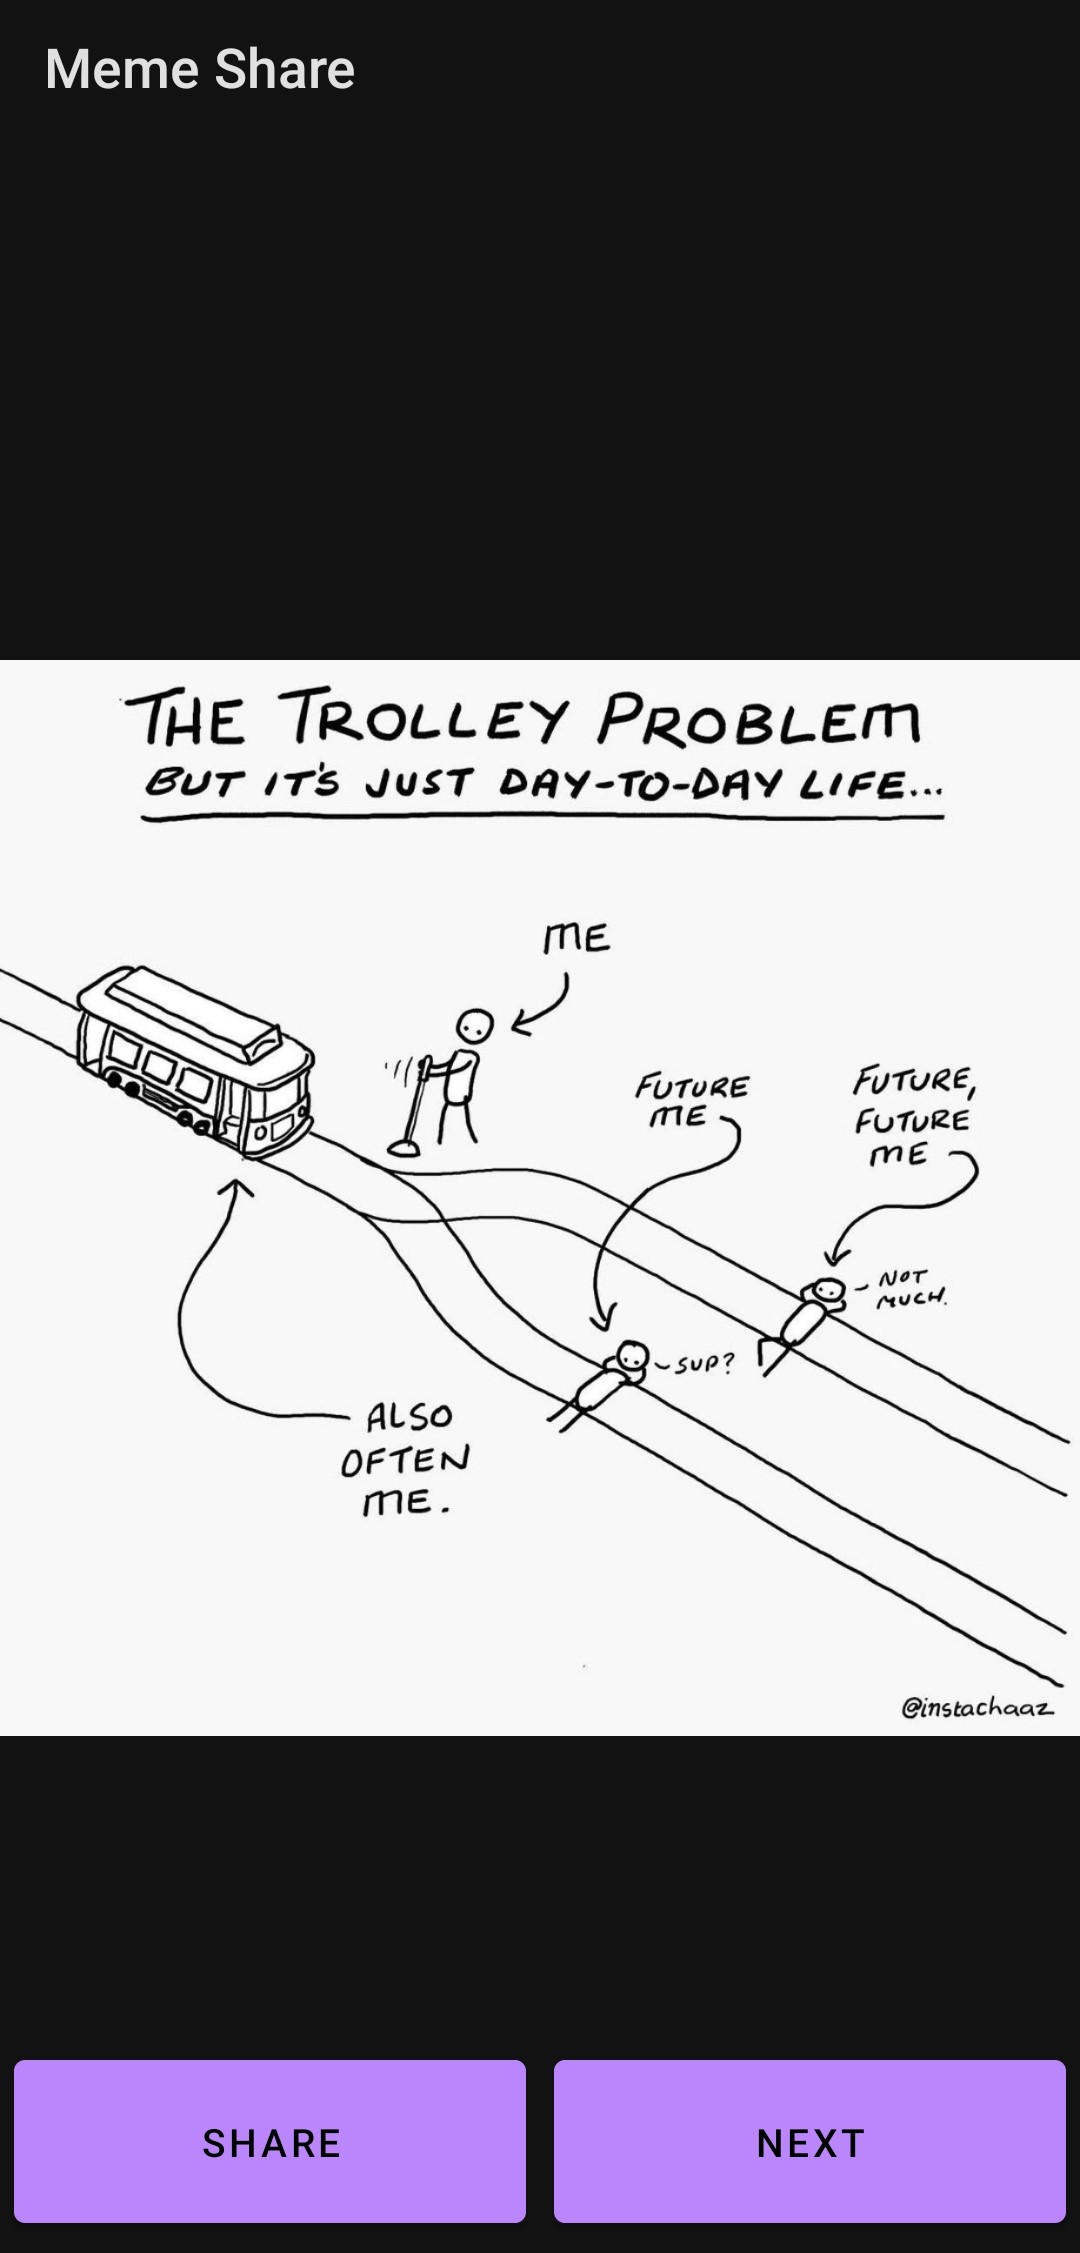 Meme Share
THE TROLLEY PROBLEM
BUT IT'S JUST DAY-TO-DAY LIFE...
ME
FUTURE
ME
FUTURE,
FUTURE
ME
- NOT
MUCH.
- SUP?
ALSO
OFTEN
ME.
@instachaaz
SHARE
NEXT